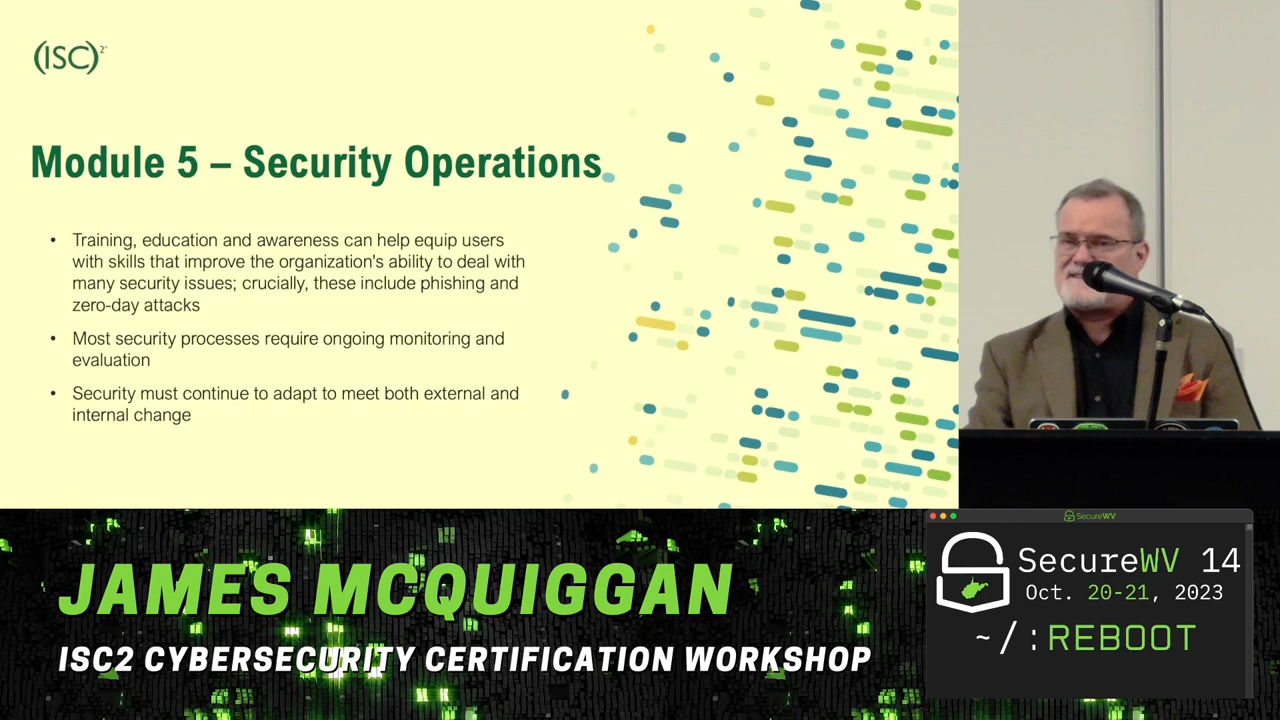 (ISC)2
Module 5 – Security Operations
• Training, education and awareness can help equip users
with skills that improve the organization's ability to deal with
many security issues; crucially, these include phishing and
zero-day attacks
• Most security processes require ongoing monitoring and
evaluation
• Security must continue to adapt to meet both external and
internal change
JAMES MCQUIGGAN
ISC2 CYBERSECURITY CERTIFICATION WORKSHOP
SecureWV
SecureWV 14
Oct. 20-21, 2023
~/:REBOOT